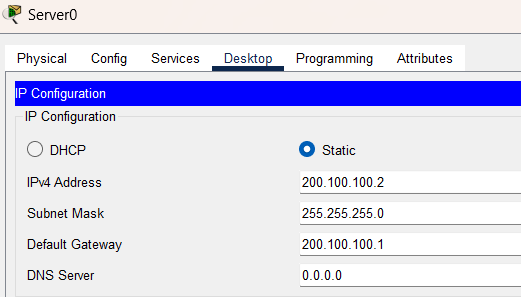 Server0
Physical Config Services Desktop Programming Attributes
IP Configuration
IP Configuration
DHCP Static
IPv4 Address 200.100.100.2
Subnet Mask 255.255.255.0
Default Gateway 200.100.100.1
DNS Server 0.0.0.0